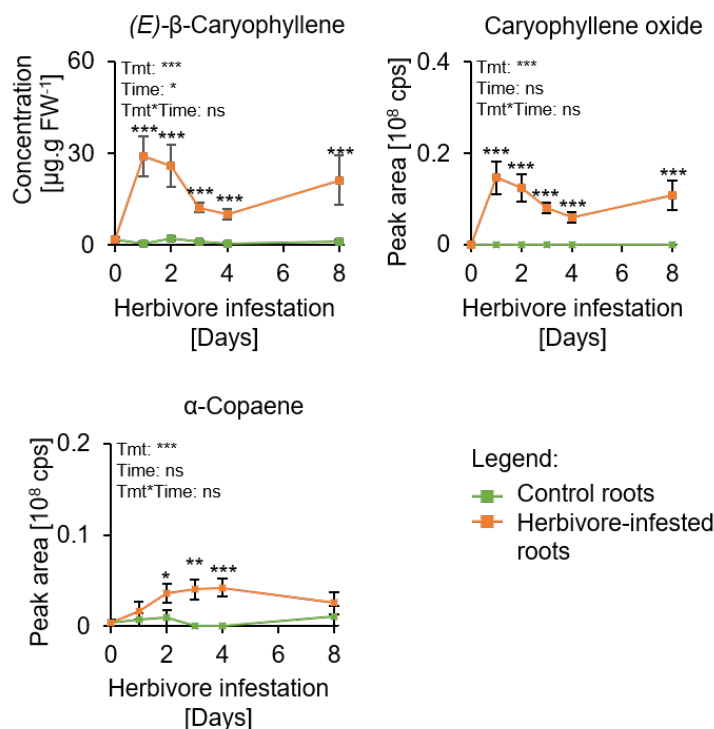 (E)-β-Caryophyllene
Concentration
[µg.g FW-1]
60
30
0
Tmt: ***
Time: *
Tmt*Time: ns
***
***
***
***
***
0
2
4
6
8
Herbivore infestation
[Days]
Caryophyllene oxide
Peak area [10⁸ cps]
0.4
0.2
0
Tmt: ***
Time: ns
Tmt*Time: ns
***
***
***
***
***
0
2
4
6
8
Herbivore infestation
[Days]
α-Copaene
Peak area [10⁸ cps]
0.2
0.1
0
Tmt: ***
Time: ns
Tmt*Time: ns
*
**
***
0
2
4
6
8
Herbivore infestation
[Days]
Legend:
Control roots
Herbivore-infested
roots